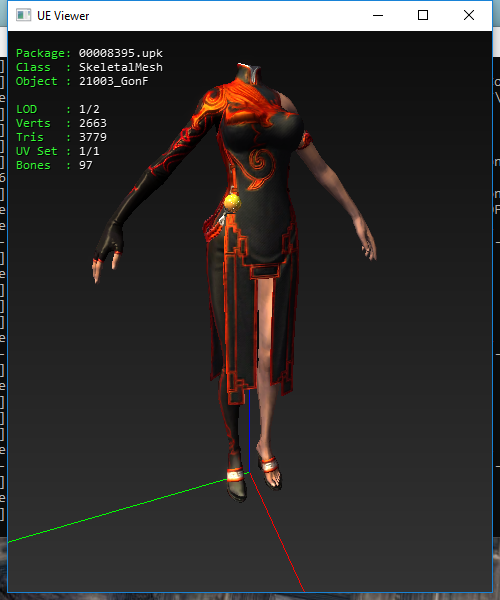 UE Viewer
Package: 00008395.upk
Class  : SkeletalMesh
Object : 21003_GonF
LOD    : 1/2
Verts  : 2663
Tris   : 3779
UV Set : 1/1
Bones  : 97